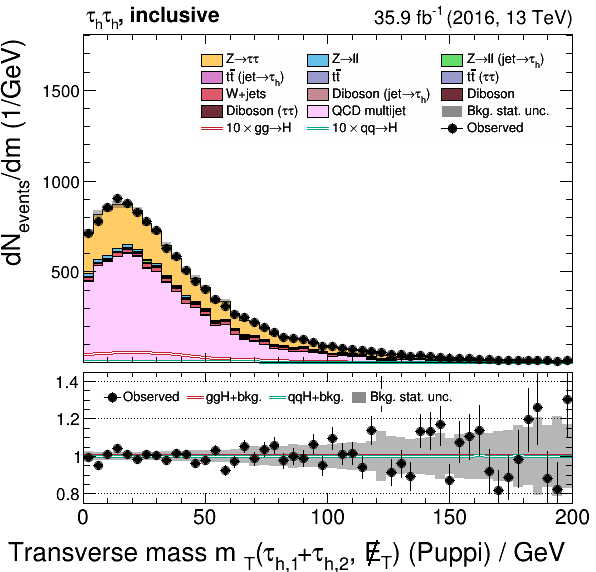 τhτh, inclusive 35.9 fb⁻¹ (2016, 13 TeV)
dNevents/dm (1/GeV)
1500
1000
500
Z→ττ Z→ll Z→ll (jet→τh)
tt̄ (jet→τh) tt̄ tt̄ (ττ)
W+jets Diboson (jet→τh) Diboson
Diboson (ττ) QCD multijet Bkg. stat. unc.
10 × gg→H 10 × qq→H Observed
1.4
1.2
1
0.8
Observed ggH+bkg. qqH+bkg. Bkg. stat. unc.
0 50 100 150 200
Transverse mass m T(τh,1+τh,2, E̸T) (Puppi) / GeV